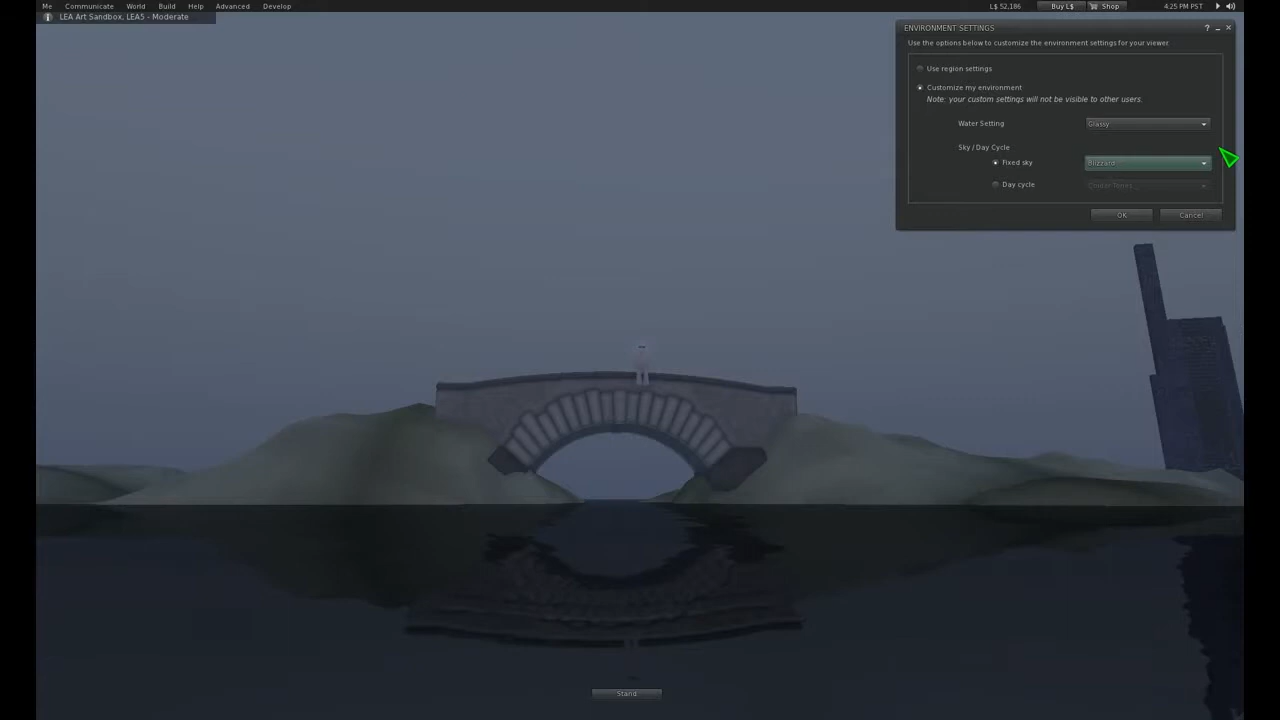 Me Communicate World Build Help Advanced Develop L$ 52,186 Buy L$ Shop 4:25 PM PST
LEA Art Sandbox, LEA5 - Moderate
ENVIRONMENT SETTINGS ?
Use the options below to customize the environment settings for your viewer.
Use region settings
Customize my environment
Note: your custom settings will not be visible to other users.
Water Setting Glassy
Sky / Day Cycle
Fixed sky Blizzard
Day cycle
OK Cancel
Stand